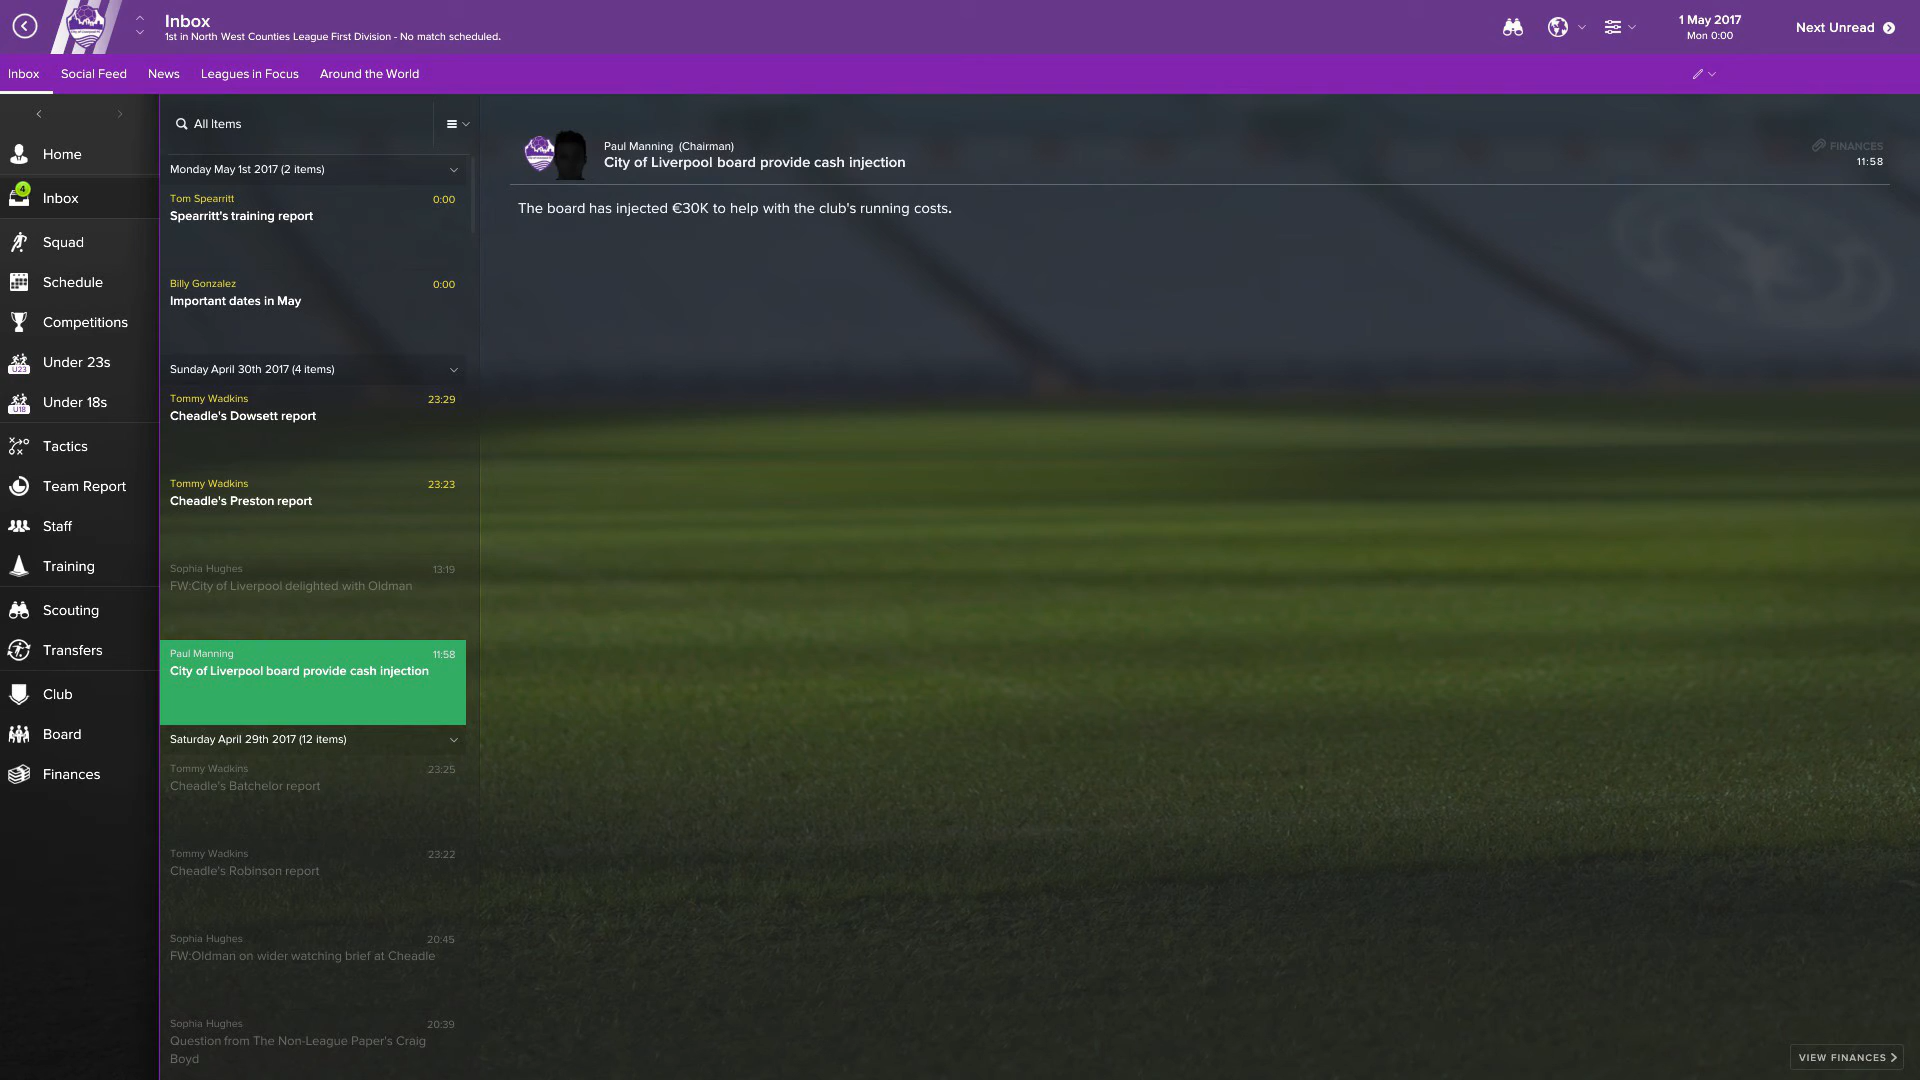 Inbox
1st in North West Counties League First Division - No match scheduled.
1 May 2017
Mon 0:00
Next Unread
Inbox
Social Feed
News
Leagues in Focus
Around the World
Home
4
Inbox
Squad
Schedule
Competitions
U23
Under 23s
U18
Under 18s
Tactics
Team Report
Staff
Training
Scouting
Transfers
Club
Board
Finances
All Items
Monday May 1st 2017 (2 items)
Tom Spearritt 0:00
Spearritt's training report
Billy Gonzalez 0:00
Important dates in May
Sunday April 30th 2017 (4 items)
Tommy Wadkins 23:29
Cheadle's Dowsett report
Tommy Wadkins 23:23
Cheadle's Preston report
Sophia Hughes 13:19
FW:City of Liverpool delighted with Oldman
Paul Manning 11:58
City of Liverpool board provide cash injection
Saturday April 29th 2017 (12 items)
Tommy Wadkins 23:25
Cheadle's Batchelor report
Tommy Wadkins 23:22
Cheadle's Robinson report
Sophia Hughes 20:45
FW:Oldman on wider watching brief at Cheadle
Sophia Hughes 20:39
Question from The Non-League Paper's Craig
Boyd
Paul Manning (Chairman)
City of Liverpool board provide cash injection
FINANCES
11:58
The board has injected €30K to help with the club's running costs.
VIEW FINANCES